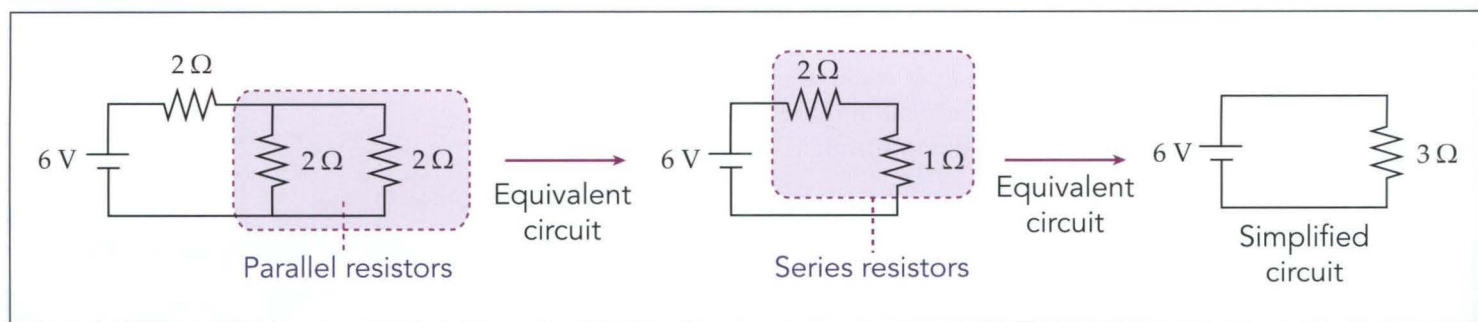 2 Ω
6 V
2 Ω
2 Ω
Parallel resistors
Equivalent
circuit
2 Ω
6 V
1 Ω
Series resistors
Equivalent
circuit
6 V
3 Ω
Simplified
circuit